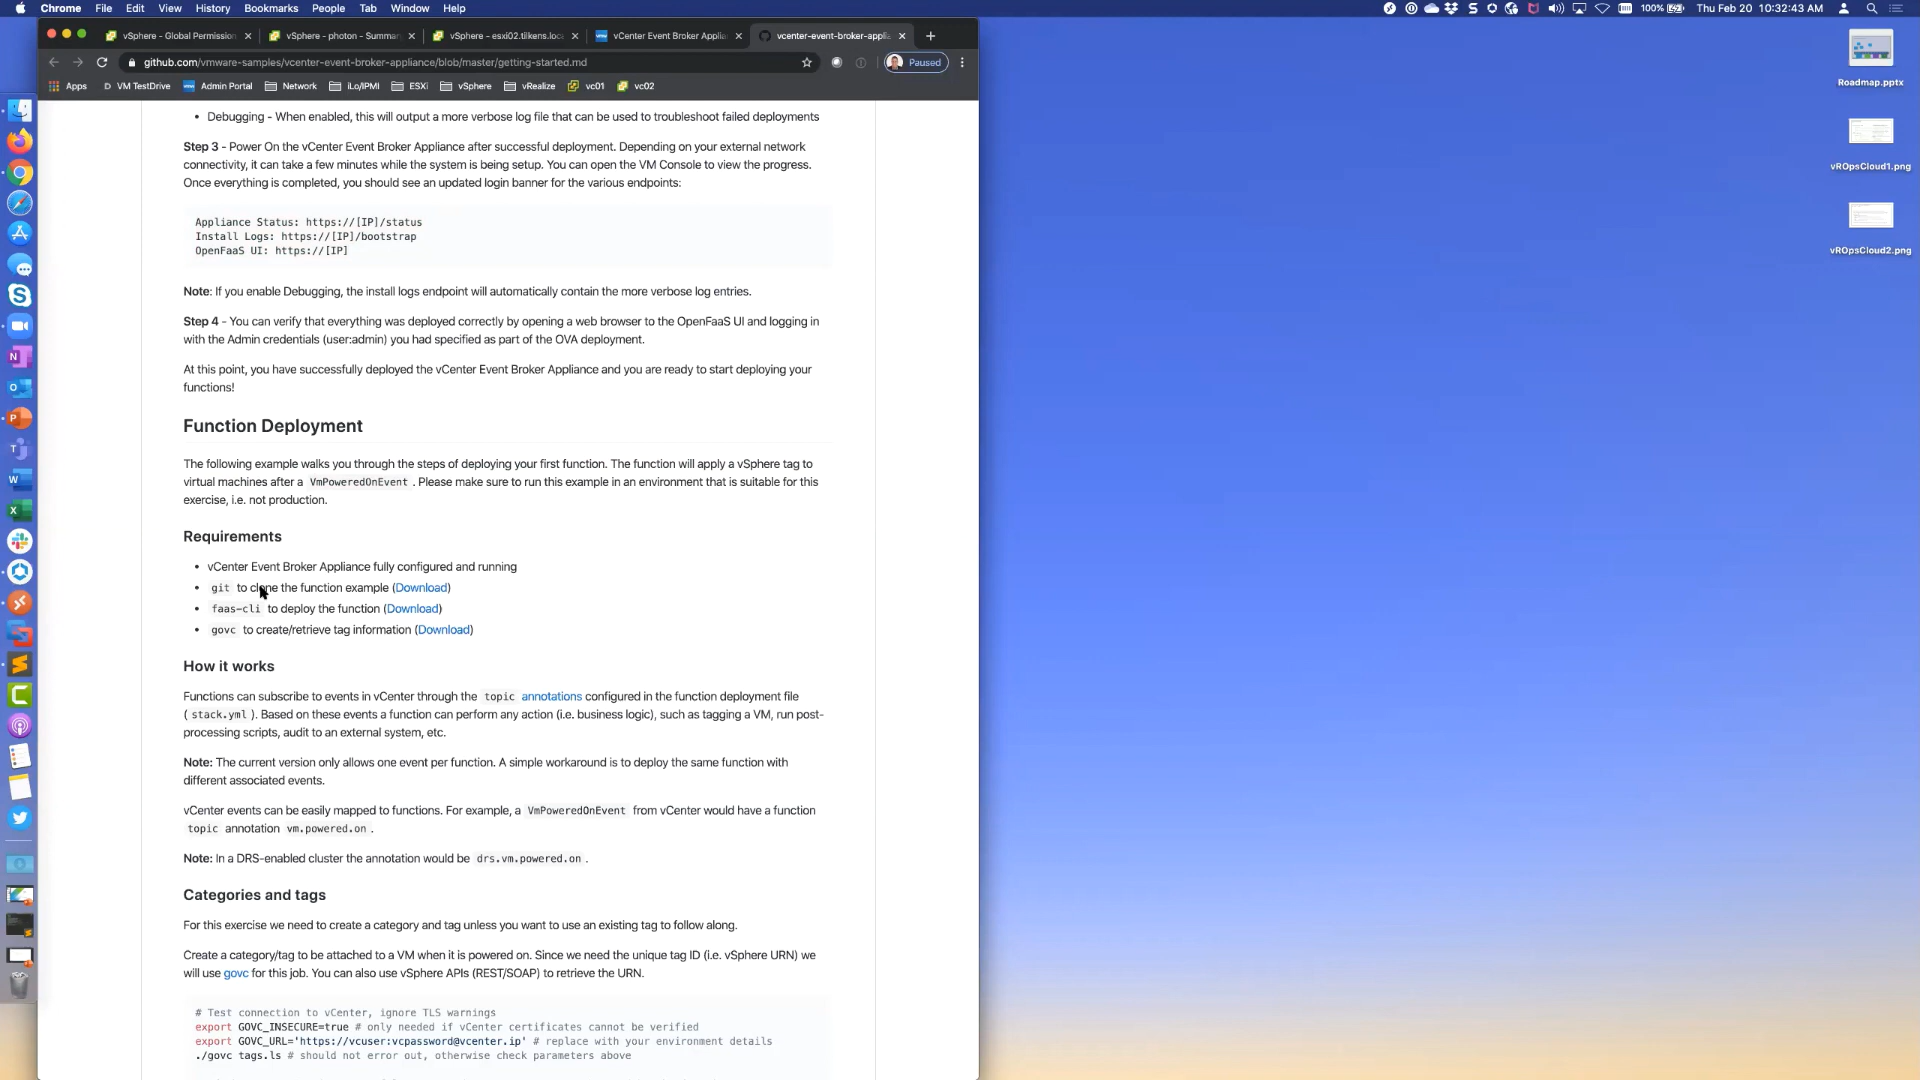 Chrome File Edit View History Bookmarks People Tab Window Help 100% Thu Feb 20 10:32:43 AM
vSphere - Global Permission vSphere - photon - Summar vSphere - esxi02.tilkens.loca vCenter Event Broker Applian vcenter-event-broker-applia
github.com/vmware-samples/vcenter-event-broker-appliance/blob/master/getting-started.md Paused
Apps VM TestDrive Admin Portal Network iLo/IPMI ESXi vSphere vRealize vc01 vc02
Roadmap.pptx
vROpsCloud1.png
vROpsCloud2.png
• Debugging - When enabled, this will output a more verbose log file that can be used to troubleshoot failed deployments
Step 3 - Power On the vCenter Event Broker Appliance after successful deployment. Depending on your external network
connectivity, it can take a few minutes while the system is being setup. You can open the VM Console to view the progress.
Once everything is completed, you should see an updated login banner for the various endpoints:
Appliance Status: https://[IP]/status
Install Logs: https://[IP]/bootstrap
OpenFaaS UI: https://[IP]
Note: If you enable Debugging, the install logs endpoint will automatically contain the more verbose log entries.
Step 4 - You can verify that everything was deployed correctly by opening a web browser to the OpenFaaS UI and logging in
with the Admin credentials (user:admin) you had specified as part of the OVA deployment.
At this point, you have successfully deployed the vCenter Event Broker Appliance and you are ready to start deploying your
functions!
Function Deployment
The following example walks you through the steps of deploying your first function. The function will apply a vSphere tag to
virtual machines after a VmPoweredOnEvent. Please make sure to run this example in an environment that is suitable for this
exercise, i.e. not production.
Requirements
• vCenter Event Broker Appliance fully configured and running
• git to clone the function example (Download)
• faas-cli to deploy the function (Download)
• govc to create/retrieve tag information (Download)
How it works
Functions can subscribe to events in vCenter through the topic annotations configured in the function deployment file
(stack.yml). Based on these events a function can perform any action (i.e. business logic), such as tagging a VM, run post-
processing scripts, audit to an external system, etc.
Note: The current version only allows one event per function. A simple workaround is to deploy the same function with
different associated events.
vCenter events can be easily mapped to functions. For example, a VmPoweredOnEvent from vCenter would have a function
topic annotation vm.powered.on.
Note: In a DRS-enabled cluster the annotation would be drs.vm.powered.on.
Categories and tags
For this exercise we need to create a category and tag unless you want to use an existing tag to follow along.
Create a category/tag to be attached to a VM when it is powered on. Since we need the unique tag ID (i.e. vSphere URN) we
will use govc for this job. You can also use vSphere APIs (REST/SOAP) to retrieve the URN.
# Test connection to vCenter, ignore TLS warnings
export GOVC_INSECURE=true # only needed if vCenter certificates cannot be verified
export GOVC_URL='https://vcuser:vcpassword@vcenter.ip' # replace with your environment details
./govc tags.ls # should not error out, otherwise check parameters above